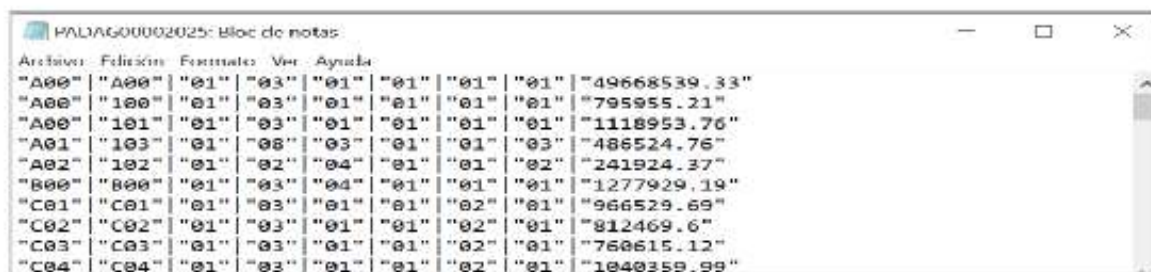 PADAG00002025: Bloc de notas
Archivo Edición Formato Ver Ayuda
"A00"|"A00"|"01"|"03"|"01"|"01"|"01"|"01"|"49668539.33"
"A00"|"100"|"01"|"03"|"01"|"01"|"01"|"01"|"795955.21"
"A00"|"101"|"01"|"03"|"01"|"01"|"01"|"01"|"1118953.76"
"A01"|"103"|"01"|"08"|"03"|"01"|"01"|"03"|"486524.76"
"A02"|"102"|"01"|"02"|"04"|"01"|"01"|"02"|"241924.37"
"B00"|"B00"|"01"|"03"|"04"|"01"|"01"|"01"|"1277929.19"
"C01"|"C01"|"01"|"03"|"01"|"01"|"02"|"01"|"966529.69"
"C02"|"C02"|"01"|"03"|"01"|"01"|"02"|"01"|"812469.6"
"C03"|"C03"|"01"|"03"|"01"|"01"|"02"|"01"|"760615.12"
"C04"|"C04"|"01"|"03"|"01"|"01"|"02"|"01"|"1040359.99"